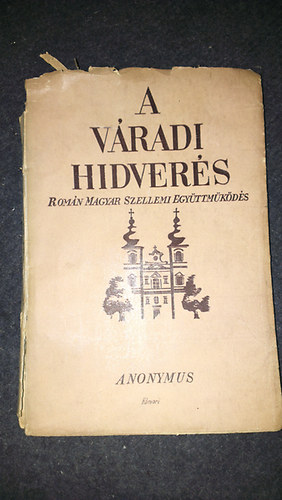 A
VÁRADI
HIDVERÉS
ROMÁN MAGYAR SZELLEMI EGYÜTTMŰKÖDÉS
ANONYMUS